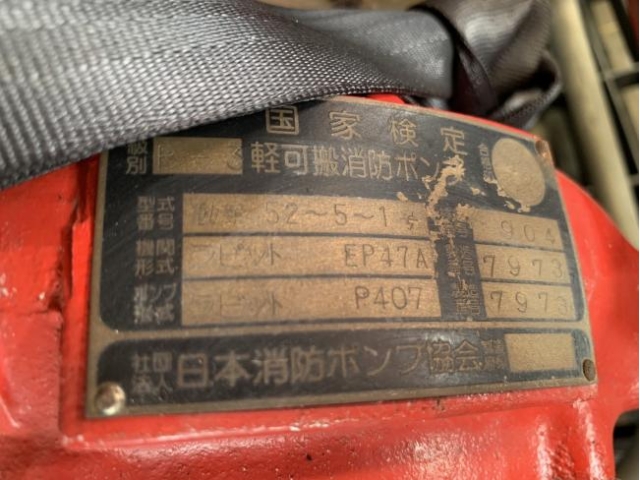 国家検定
級別 B-3 軽可搬消防ポンプ
型式番号 52~5~1号 904
機関形式 ラビット EP47A 7973
ポンプ形式 ラビット P407 7973
社団法人 日本消防ポンプ協会